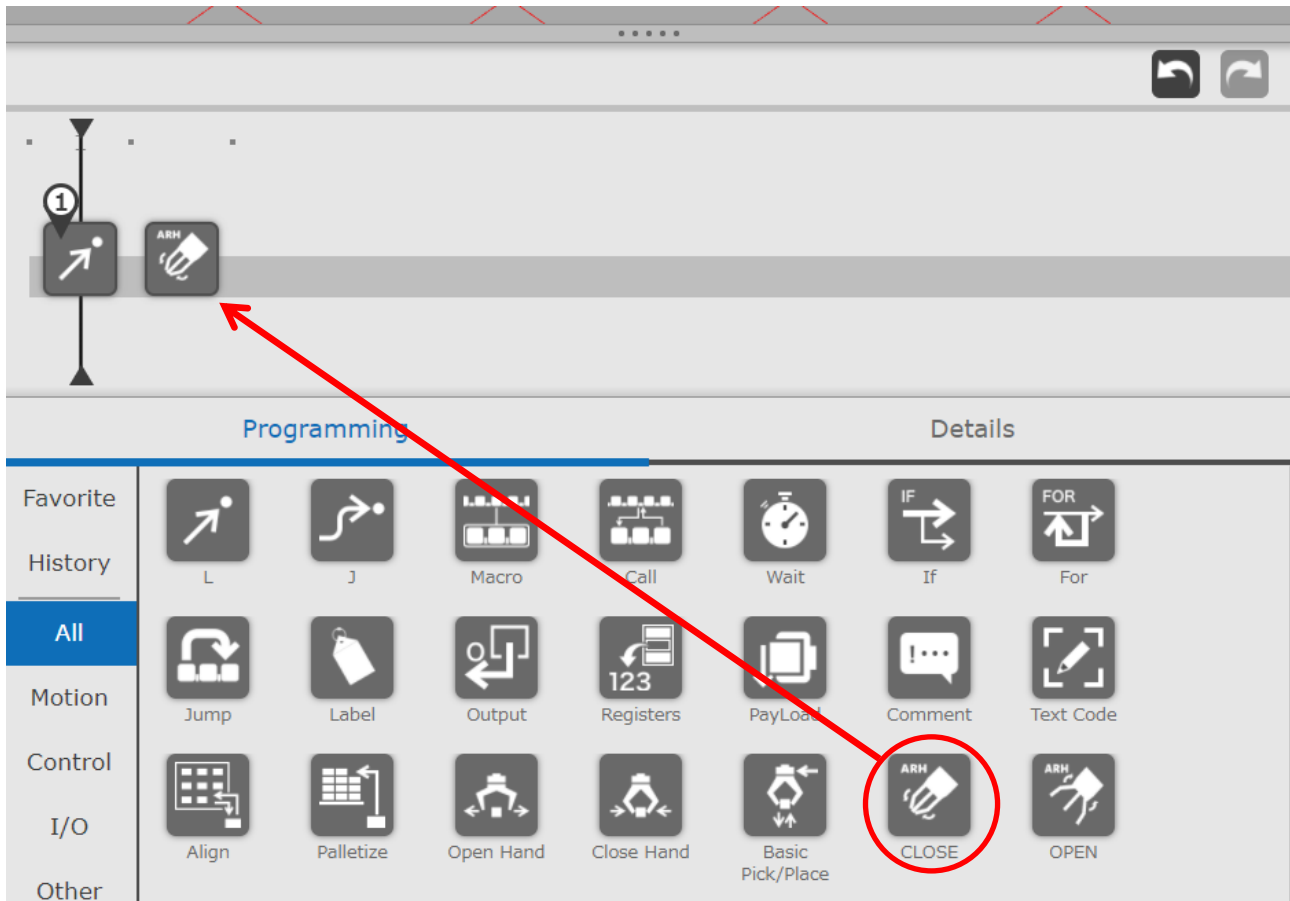 1
ARH
Programming
Details
Favorite
History
All
Motion
Control
I/O
Other
IF
FOR
L
J
Macro
Call
Wait
If
For
O
123
!
Jump
Label
Output
Registers
PayLoad
Comment
Text Code
ARH
ARH
Align
Palletize
Open Hand
Close Hand
Basic
Pick/Place
CLOSE
OPEN